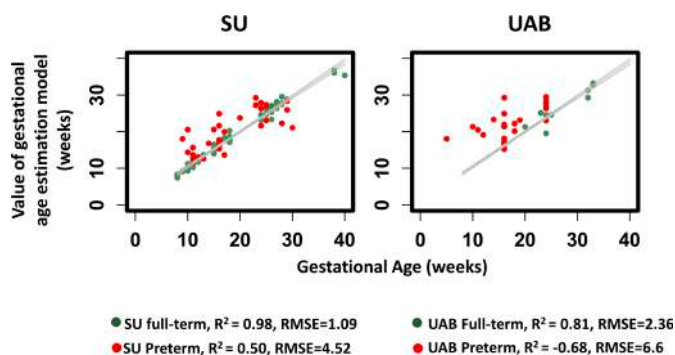 SU
UAB
Value of gestational
age estimation model
(weeks)
0
10
30
0 10 20 30 40
0
10
30
0 10 20 30 40
Gestational Age (weeks)
SU full-term, R² = 0.98, RMSE=1.09
SU Preterm, R² = 0.50, RMSE=4.52
UAB Full-term, R² = 0.81, RMSE=2.36
UAB Preterm, R² = -0.68, RMSE=6.6